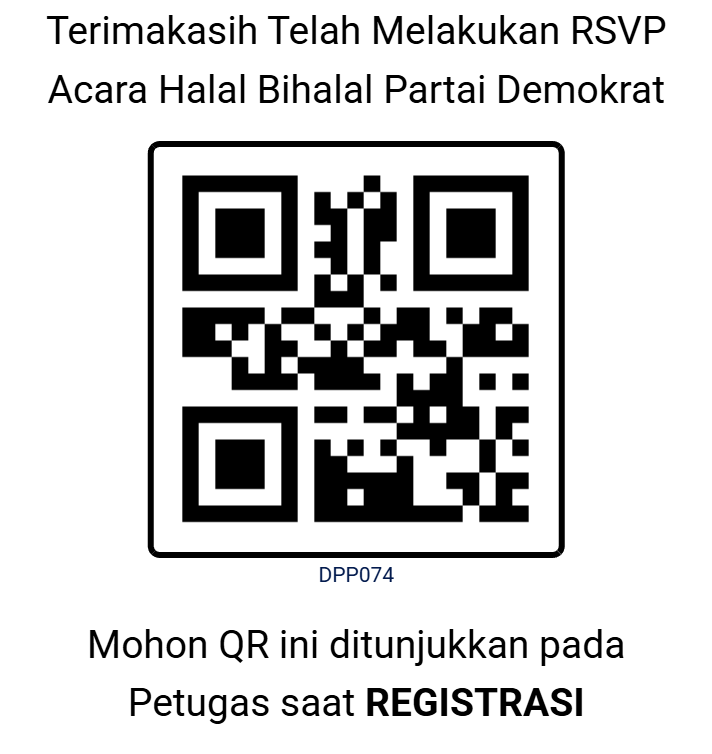 Terimakasih Telah Melakukan RSVP
Acara Halal Bihalal Partai Demokrat
DPP074
Mohon QR ini ditunjukkan pada
Petugas saat REGISTRASI